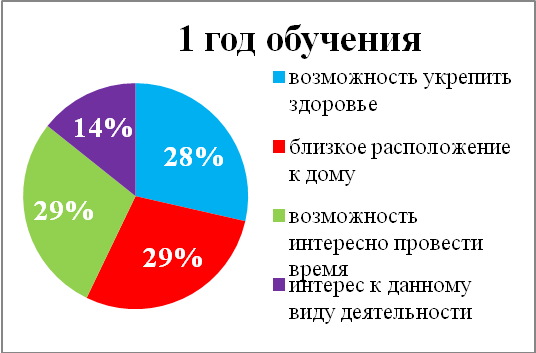 1 год обучения
возможность укрепить
здоровье
28%
14%
близкое расположение
к дому
29%
29%
возможность
интересно провести
время
интерес к данному
виду деятельности